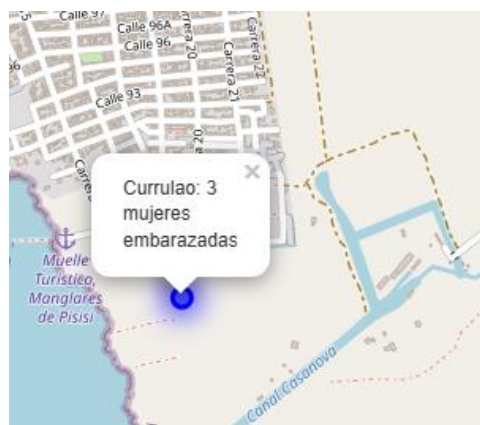 Calle 97
Calle 96A
Calle 96
Carrera 20
Carrera 22
Calle 93
Carrera 21
Carrera
×
Currulao: 3
mujeres
embarazadas
Muelle
Turístico,
Manglares
de Pisisí
Canal Casanova